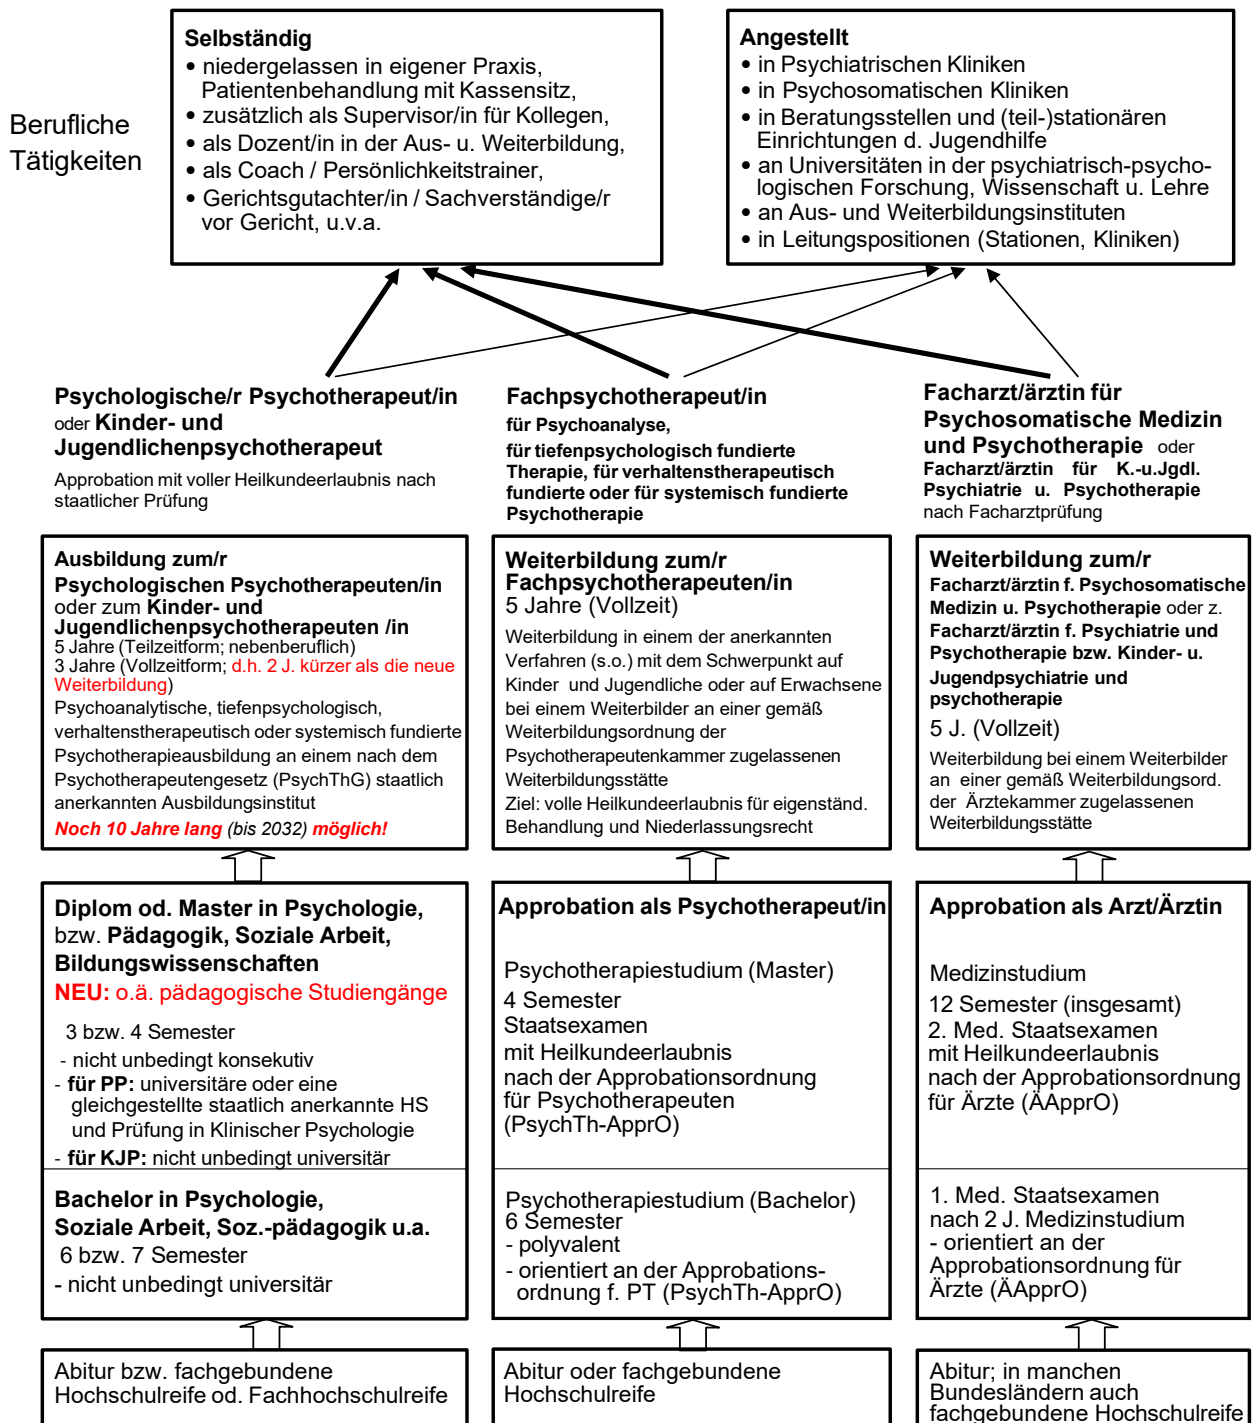 Berufliche
Tätigkeiten
Selbständig
• niedergelassen in eigener Praxis,
Patientenbehandlung mit Kassensitz,
• zusätzlich als Supervisor/in für Kollegen,
• als Dozent/in in der Aus- u. Weiterbildung,
• als Coach / Persönlichkeitstrainer,
• Gerichtsgutachter/in / Sachverständige/r
vor Gericht, u.v.a.
Angestellt
• in Psychiatrischen Kliniken
• in Psychosomatischen Kliniken
• in Beratungsstellen und (teil-)stationären
Einrichtungen d. Jugendhilfe
• an Universitäten in der psychiatrisch-psycho-
logischen Forschung, Wissenschaft u. Lehre
• an Aus- und Weiterbildungsinstituten
• in Leitungspositionen (Stationen, Kliniken)
Psychologische/r Psychotherapeut/in
oder Kinder- und
Jugendlichenpsychotherapeut
Approbation mit voller Heilkundeerlaubnis nach
staatlicher Prüfung
Fachpsychotherapeut/in
für Psychoanalyse,
für tiefenpsychologisch fundierte
Therapie, für verhaltenstherapeutisch
fundierte oder für systemisch fundierte
Psychotherapie
Facharzt/ärztin für
Psychosomatische Medizin
und Psychotherapie oder
Facharzt/ärztin für K.-u.Jgdl.
Psychiatrie u. Psychotherapie
nach Facharztprüfung
Ausbildung zum/r
Psychologischen Psychotherapeuten/in
oder zum Kinder- und
Jugendlichenpsychotherapeuten /in
5 Jahre (Teilzeitform; nebenberuflich)
3 Jahre (Vollzeitform; d.h. 2 J. kürzer als die neue
Weiterbildung)
Psychoanalytische, tiefenpsychologisch,
verhaltenstherapeutisch oder systemisch fundierte
Psychotherapieausbildung an einem nach dem
Psychotherapeutengesetz (PsychThG) staatlich
anerkannten Ausbildungsinstitut
Noch 10 Jahre lang (bis 2032) möglich!
Weiterbildung zum/r
Fachpsychotherapeuten/in
5 Jahre (Vollzeit)
Weiterbildung in einem der anerkannten
Verfahren (s.o.) mit dem Schwerpunkt auf
Kinder und Jugendliche oder auf Erwachsene
bei einem Weiterbilder an einer gemäß
Weiterbildungsordnung der
Psychotherapeutenkammer zugelassenen
Weiterbildungsstätte
Ziel: volle Heilkundeerlaubnis für eigenständ.
Behandlung und Niederlassungsrecht
Weiterbildung zum/r
Facharzt/ärztin f. Psychosomatische
Medizin u. Psychotherapie oder z.
Facharzt/ärztin f. Psychiatrie und
Psychotherapie bzw. Kinder- u.
Jugendpsychiatrie und
psychotherapie
5 J. (Vollzeit)
Weiterbildung bei einem Weiterbilder
an einer gemäß Weiterbildungsord.
der Ärztekammer zugelassenen
Weiterbildungsstätte
Diplom od. Master in Psychologie,
bzw. Pädagogik, Soziale Arbeit,
Bildungswissenschaften
NEU: o.ä. pädagogische Studiengänge
3 bzw. 4 Semester
- nicht unbedingt konsekutiv
- für PP: universitäre oder eine
gleichgestellte staatlich anerkannte HS
und Prüfung in Klinischer Psychologie
- für KJP: nicht unbedingt universitär
Bachelor in Psychologie,
Soziale Arbeit, Soz.-pädagogik u.a.
6 bzw. 7 Semester
- nicht unbedingt universitär
Approbation als Psychotherapeut/in
Psychotherapiestudium (Master)
4 Semester
Staatsexamen
mit Heilkundeerlaubnis
nach der Approbationsordnung
für Psychotherapeuten
(PsychTh-ApprO)
Psychotherapiestudium (Bachelor)
6 Semester
- polyvalent
- orientiert an der Approbations-
ordnung f. PT (PsychTh-ApprO)
Approbation als Arzt/Ärztin
Medizinstudium
12 Semester (insgesamt)
2. Med. Staatsexamen
mit Heilkundeerlaubnis
nach der Approbationsordnung
für Ärzte (ÄApprO)
1. Med. Staatsexamen
nach 2 J. Medizinstudium
- orientiert an der
Approbationsordnung für
Ärzte (ÄApprO)
Abitur bzw. fachgebundene
Hochschulreife od. Fachhochschulreife
Abitur oder fachgebundene
Hochschulreife
Abitur; in manchen
Bundesländern auch
fachgebundene Hochschulreife